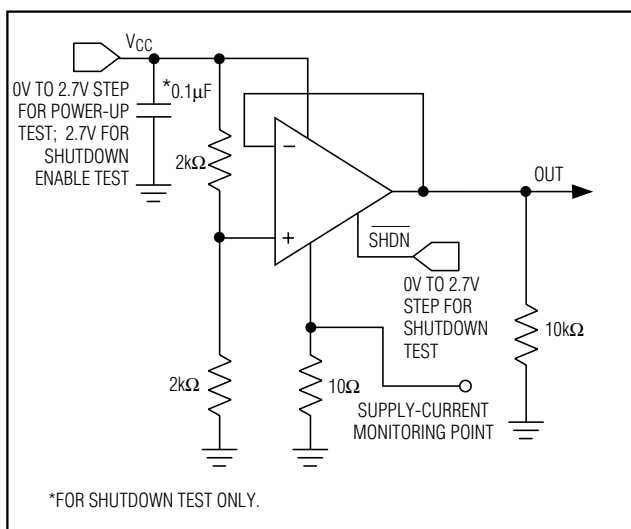 VCC
0V TO 2.7V STEP
FOR POWER-UP
TEST; 2.7V FOR
SHUTDOWN
ENABLE TEST
*0.1µF
2kΩ
−
+
OUT
SHDN
0V TO 2.7V
STEP FOR
SHUTDOWN
TEST
2kΩ
10Ω
10kΩ
SUPPLY-CURRENT
MONITORING POINT
*FOR SHUTDOWN TEST ONLY.